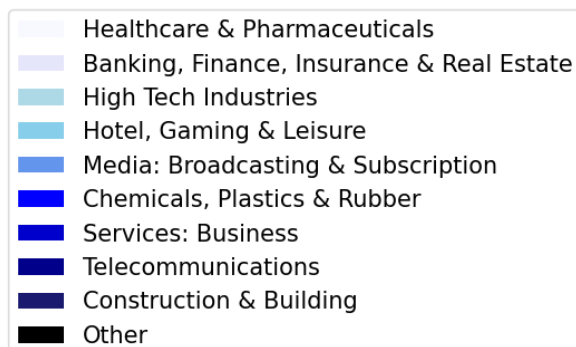 Healthcare & Pharmaceuticals
Banking, Finance, Insurance & Real Estate
High Tech Industries
Hotel, Gaming & Leisure
Media: Broadcasting & Subscription
Chemicals, Plastics & Rubber
Services: Business
Telecommunications
Construction & Building
Other